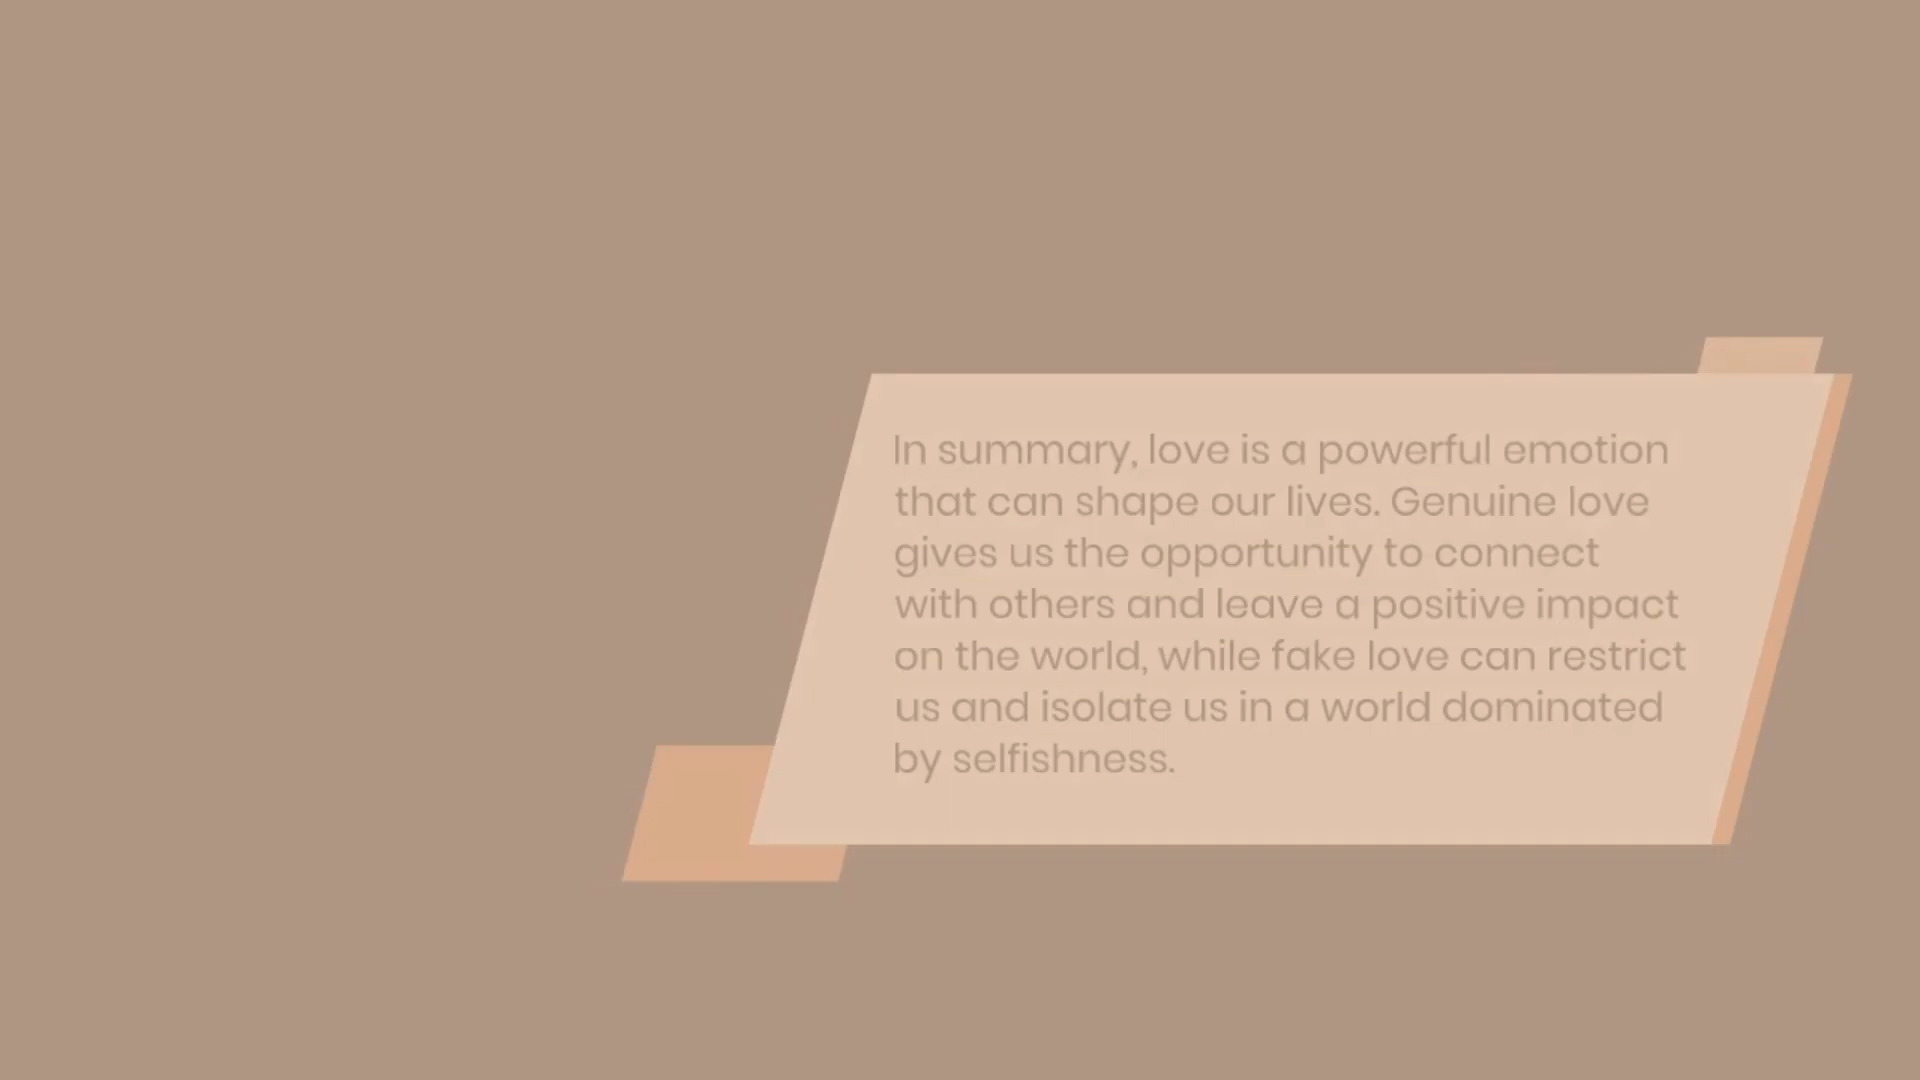 In summary, love is a powerful emotion
that can shape our lives. Genuine love
gives us the opportunity to connect
with others and leave a positive impact
on the world, while fake love can restrict
us and isolate us in a world dominated
by selfishness.